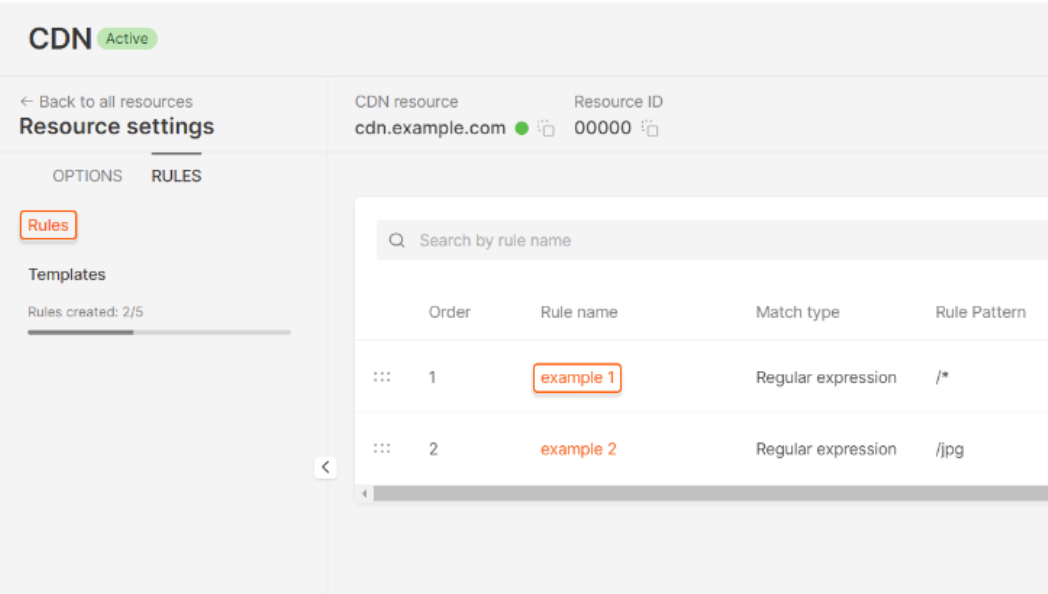 CDN Active
← Back to all resources
Resource settings
OPTIONS RULES
Rules
Templates
Rules created: 2/5
CDN resource Resource ID
cdn.example.com 00000
Search by rule name
Order Rule name Match type Rule Pattern
1 example 1 Regular expression /*
2 example 2 Regular expression /jpg